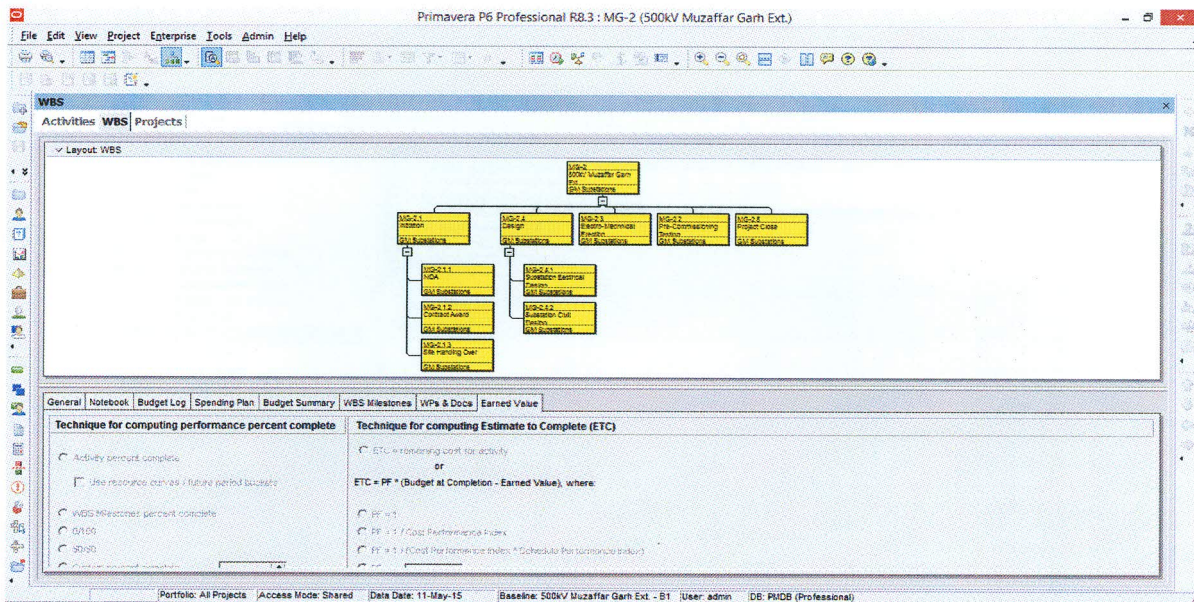 Primavera P6 Professional R8.3 : MG-2 (500kV Muzaffar Garh Ext.)
File Edit View Project Enterprise Tools Admin Help
WBS
Activities WBS Projects
Layout: WBS
MG-2
500kV Muzaffar Garh
Ext.
GM Substations
MG-2.1
Initiation
GM Substations
MG-2.4
Design
GM Substations
MG-2.3
Electro-Mechnical
Erection
GM Substations
MG-2.2
Pre-Commissioning
Testing
GM Substations
MG-2.5
Project Close
GM Substations
MG-2.1.1
NOA
GM Substations
MG-2.4.1
Substation Electrical
Design
GM Substations
MG-2.1.2
Contract Award
GM Substations
MG-2.4.2
Substation Civil
Design
GM Substations
MG-2.1.3
Site Handing Over
GM Substations
General Notebook Budget Log Spending Plan Budget Summary WBS Milestones WPs & Docs Earned Value
Technique for computing performance percent complete
Activity percent complete
Use resource curves / future period buckets
WBS Milestones percent complete
0/100
50/50
Custom percent complete
Technique for computing Estimate to Complete (ETC)
ETC = remaining cost for activity
or
ETC = PF * (Budget at Completion - Earned Value), where:
PF = 1
PF = 1 / Cost Performance Index
PF = 1 / (Cost Performance Index * Schedule Performance Index)
PF =
Portfolio: All Projects Access Mode: Shared Data Date: 11-May-15 Baseline: 500kV Muzaffar Garh Ext. - B1 User: admin DB: PMDB (Professional)